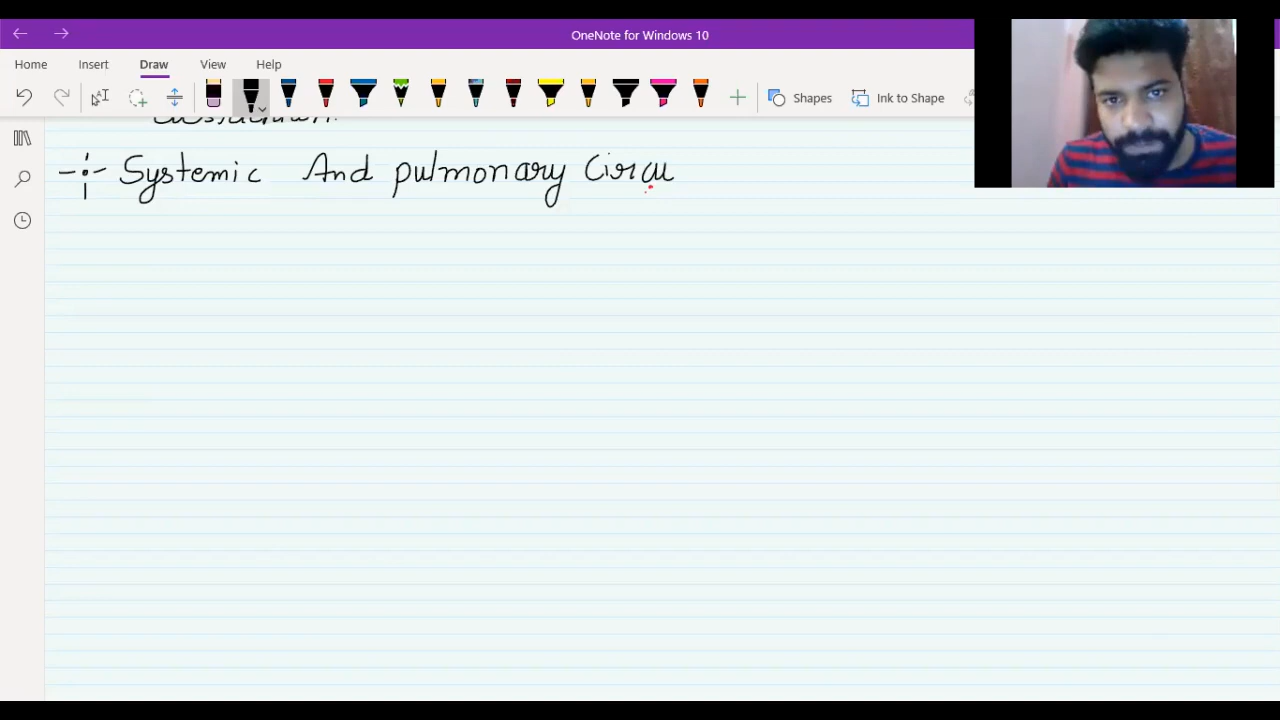 OneNote for Windows 10
Home Insert Draw View Help
Shapes Ink to Shape
Systemic And pulmonary Circu